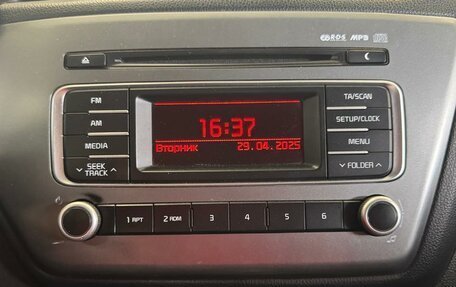 RDS MP3
FM
AM
MEDIA
SEEK
TRACK
16:37
Вторник 29.04.2025
TA/SCAN
SETUP/CLOCK
MENU
FOLDER
1 RPT 2 RDM 3 4 5 6